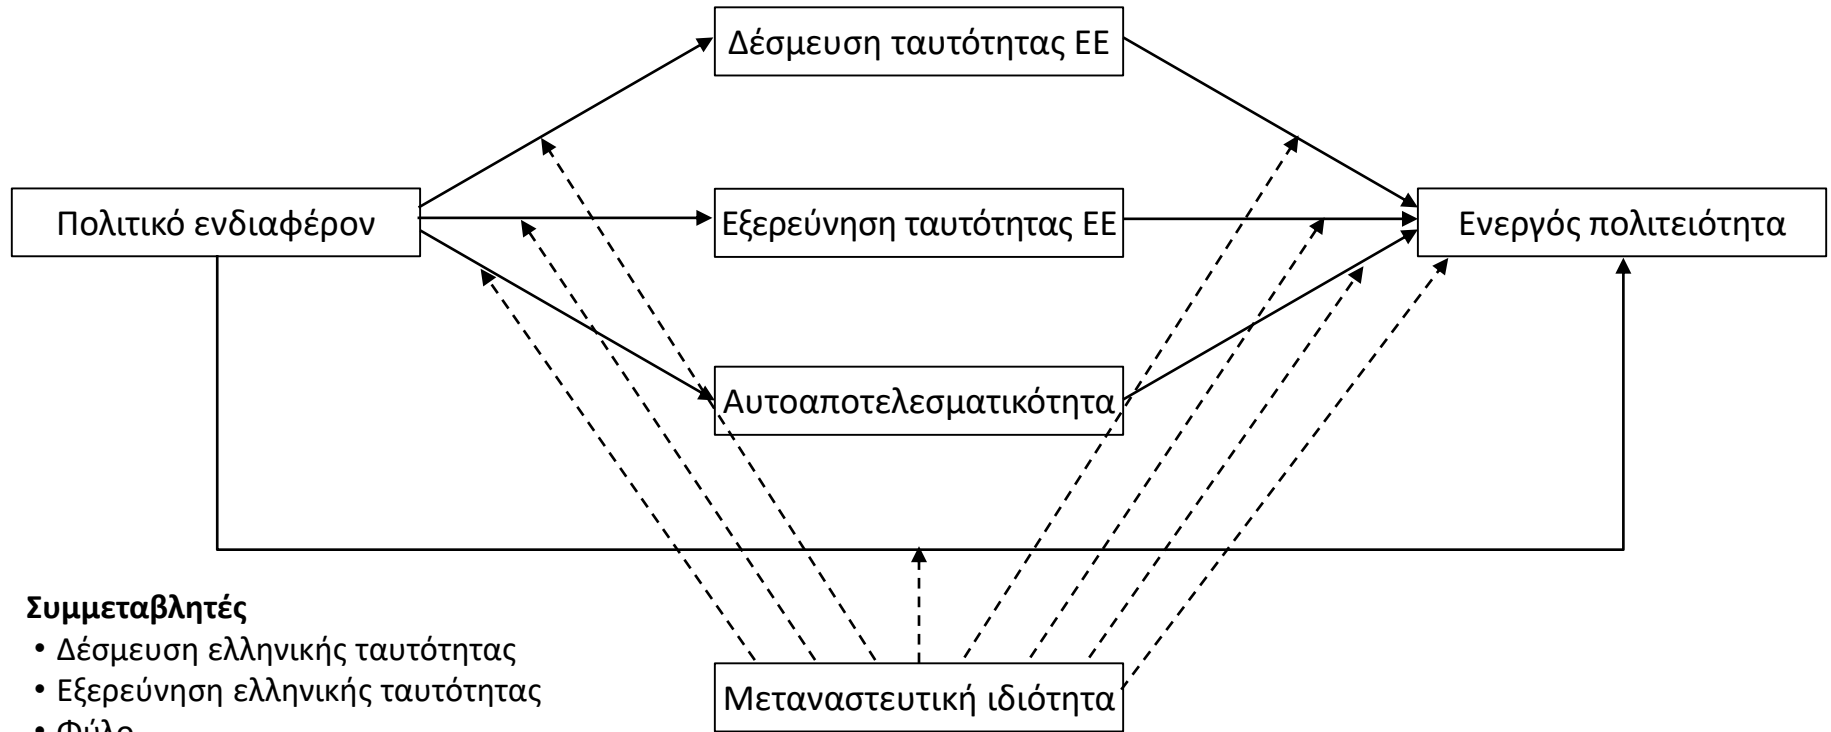 Δέσμευση ταυτότητας ΕΕ
Πολιτικό ενδιαφέρον
Εξερεύνηση ταυτότητας ΕΕ
Ενεργός πολιτειότητα
Αυτοαποτελεσματικότητα
Συμμεταβλητές
• Δέσμευση ελληνικής ταυτότητας
• Εξερεύνηση ελληνικής ταυτότητας
• Φύλο
Μεταναστευτική ιδιότητα